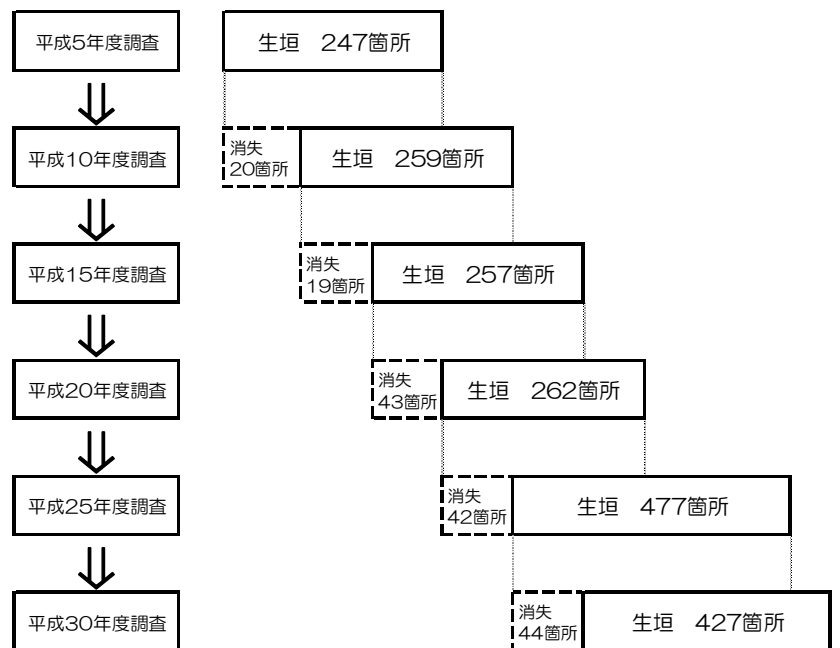 平成5年度調査
生垣 247箇所
平成10年度調査
消失
20箇所
生垣 259箇所
平成15年度調査
消失
19箇所
生垣 257箇所
平成20年度調査
消失
43箇所
生垣 262箇所
平成25年度調査
消失
42箇所
生垣 477箇所
平成30年度調査
消失
44箇所
生垣 427箇所